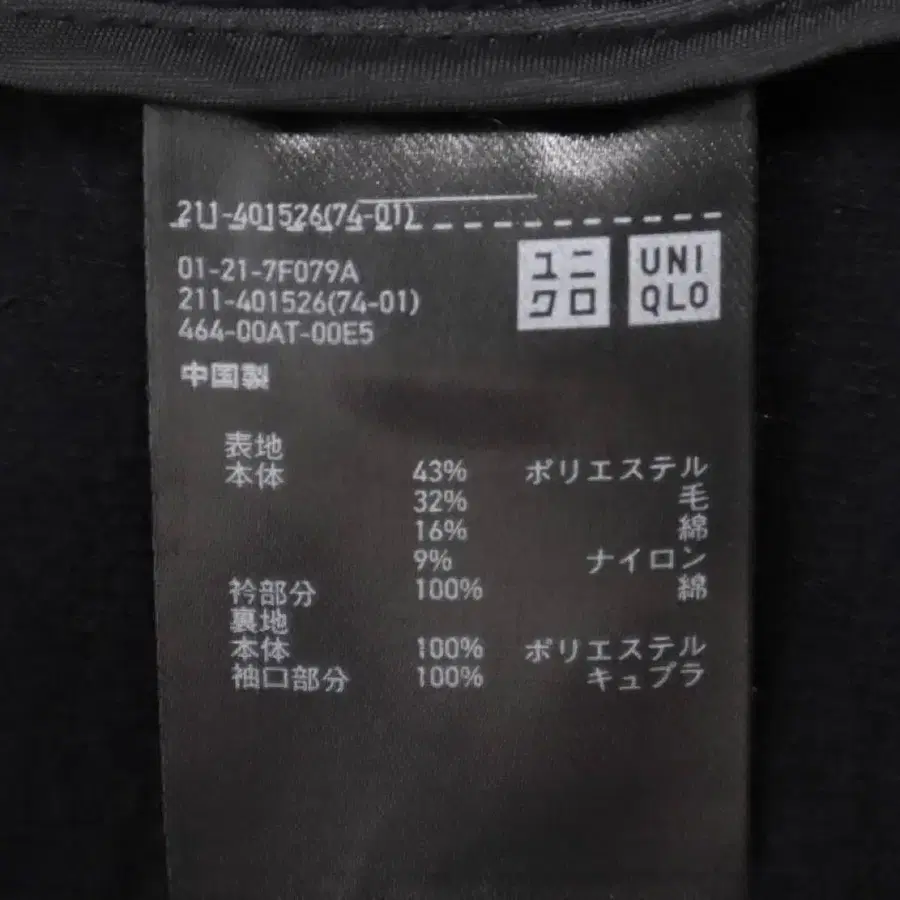 211-401526(74-01)
01-21-7F079A
211-401526(74-01)
464-00AT-00E5
ユニ
クロ
UNI
QLO
中国製
表地
本体 43% ポリエステル
32% 毛
16% 綿
9% ナイロン
衿部分 100% 綿
裏地
本体 100% ポリエステル
袖口部分 100% キュプラ